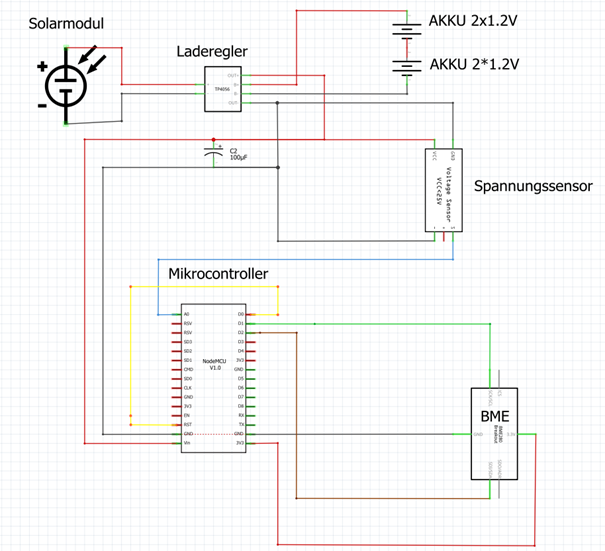 Solarmodul
Laderegler
AKKU 2x1.2V
AKKU 2*1.2V
+
-
TP4056
OUT+
B+
B-
OUT-
C2
100µF
VCC
GND
Voltage Sensor
VCC<25V
Spannungssensor
Mikrocontroller
A0
RSV
RSV
SD3
SD2
SD1
CMD
SD0
CLK
GND
3V3
EN
RST
GND
Vin
NodeMCU
V1.0
D0
D1
D2
D3
D4
3V3
GND
D5
D6
D7
D8
RX
TX
GND
3V3
BME
BME280
Breakout
GND
3.3V